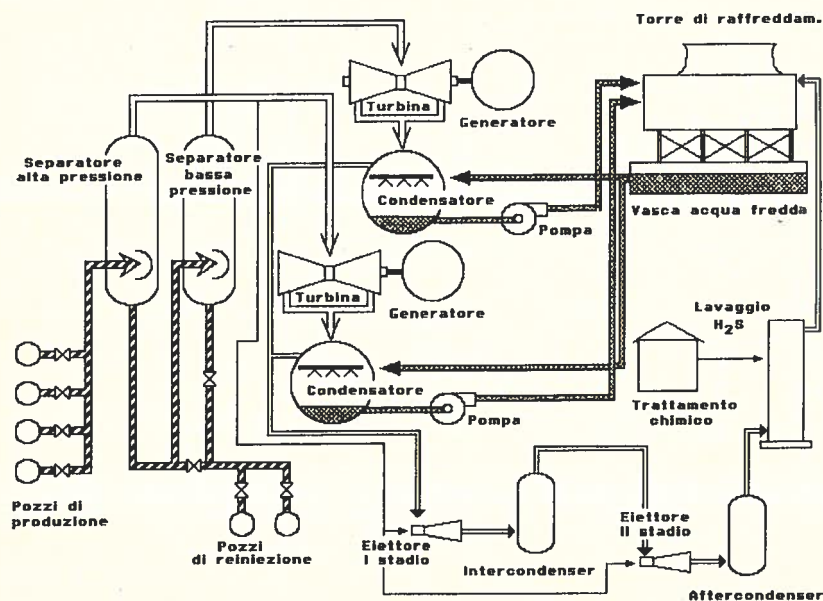 Torre di raffreddam.
Turbina
Generatore
Separatore
alta pressione
Separatore
bassa
pressione
Condensatore
Pompa
Vasca acqua fredda
Turbina
Generatore
Lavaggio
H2S
Condensatore
Pompa
Trattamento
chimico
Pozzi di
produzione
Pozzi
di reiniezione
Eiettore
I stadio
Intercondenser
Eiettore
II stadio
Aftercondenser